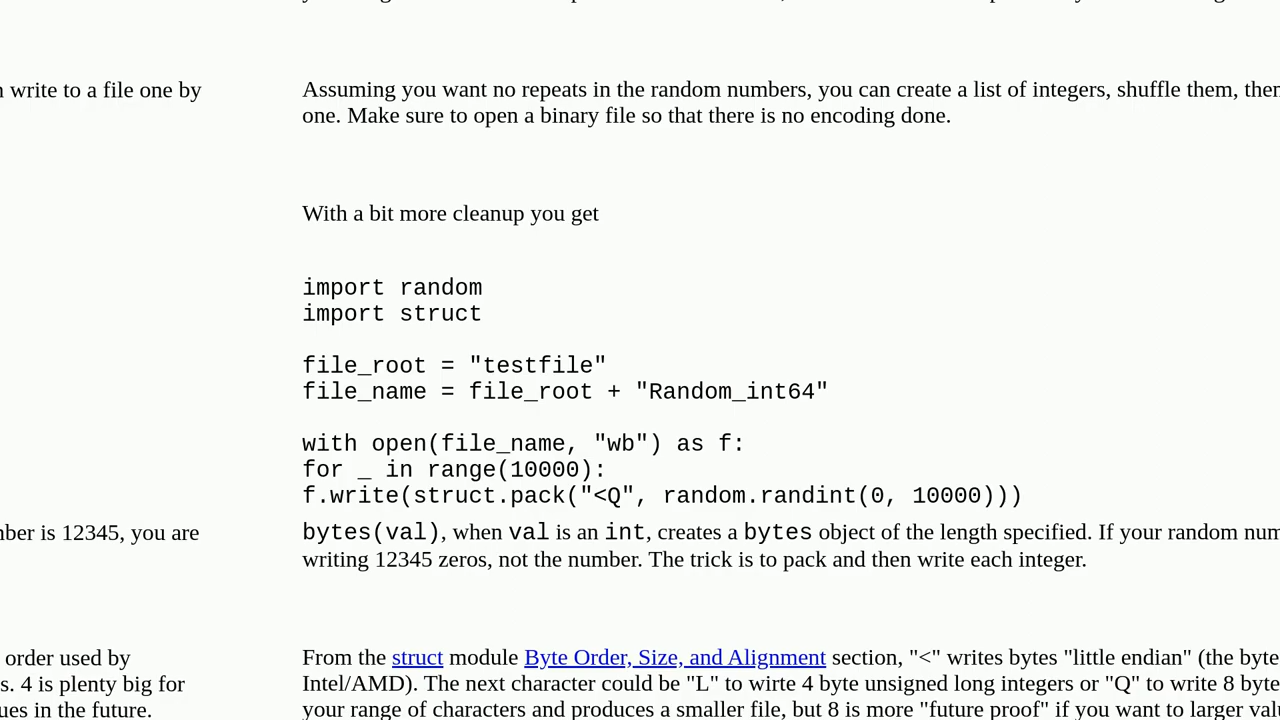 write to a file one by
Assuming you want no repeats in the random numbers, you can create a list of integers, shuffle them,
one. Make sure to open a binary file so that there is no encoding done.
With a bit more cleanup you get
import random
import struct
file_root = "testfile"
file_name = file_root + "Random_int64"
with open(file_name, "wb") as f:
for _ in range(10000):
f.write(struct.pack("<Q", random.randint(0, 10000)))
is 12345, you are
bytes(val), when val is an int, creates a bytes object of the length specified. If your random
writing 12345 zeros, not the number. The trick is to pack and then write each integer.
order used by
s. 4 is plenty big for
in the future.
From the struct module Byte Order, Size, and Alignment section, "<" writes bytes "little endian" (the byte
Intel/AMD). The next character could be "L" to wirte 4 byte unsigned long integers or "Q" to write 8 byte
your range of characters and produces a smaller file, but 8 is more "future proof" if you want to larger